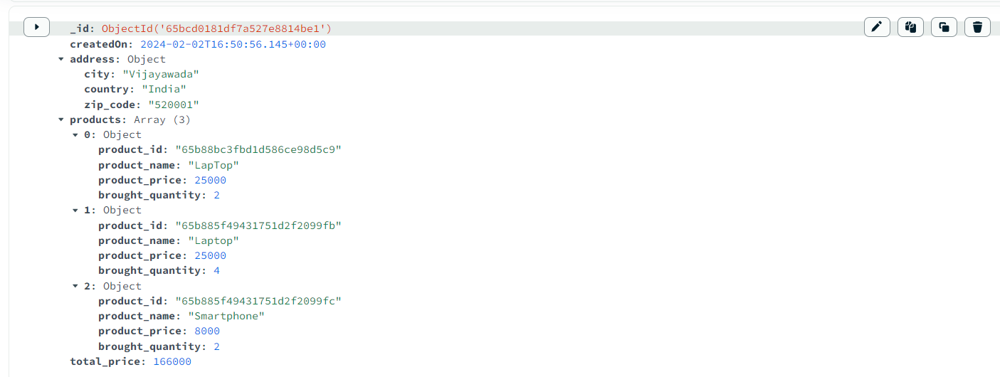 _id: ObjectId('65bcd0181df7a527e8814be1')
createdOn: 2024-02-02T16:50:56.145+00:00
address: Object
city: "Vijayawada"
country: "India"
zip_code: "520001"
products: Array (3)
0: Object
product_id: "65b88bc3fbd1d586ce98d5c9"
product_name: "LapTop"
product_price: 25000
brought_quantity: 2
1: Object
product_id: "65b885f49431751d2f2099fb"
product_name: "Laptop"
product_price: 25000
brought_quantity: 4
2: Object
product_id: "65b885f49431751d2f2099fc"
product_name: "Smartphone"
product_price: 8000
brought_quantity: 2
total_price: 166000